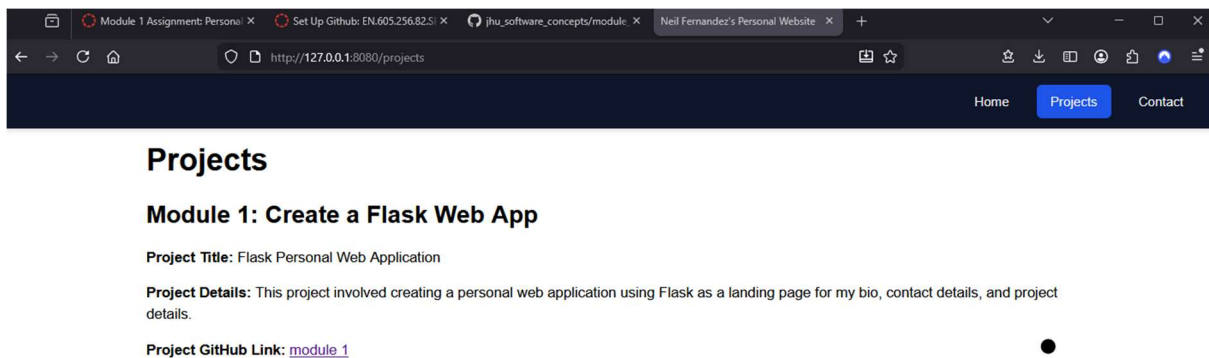 Module 1 Assignment: Personal
Set Up Github: EN.605.256.82.S
jhu_software_concepts/module_
Neil Fernandez's Personal Website
http://127.0.0.1:8080/projects
Home
Projects
Contact
Projects
Module 1: Create a Flask Web App
Project Title: Flask Personal Web Application
Project Details: This project involved creating a personal web application using Flask as a landing page for my bio, contact details, and project
details.
Project GitHub Link: module 1